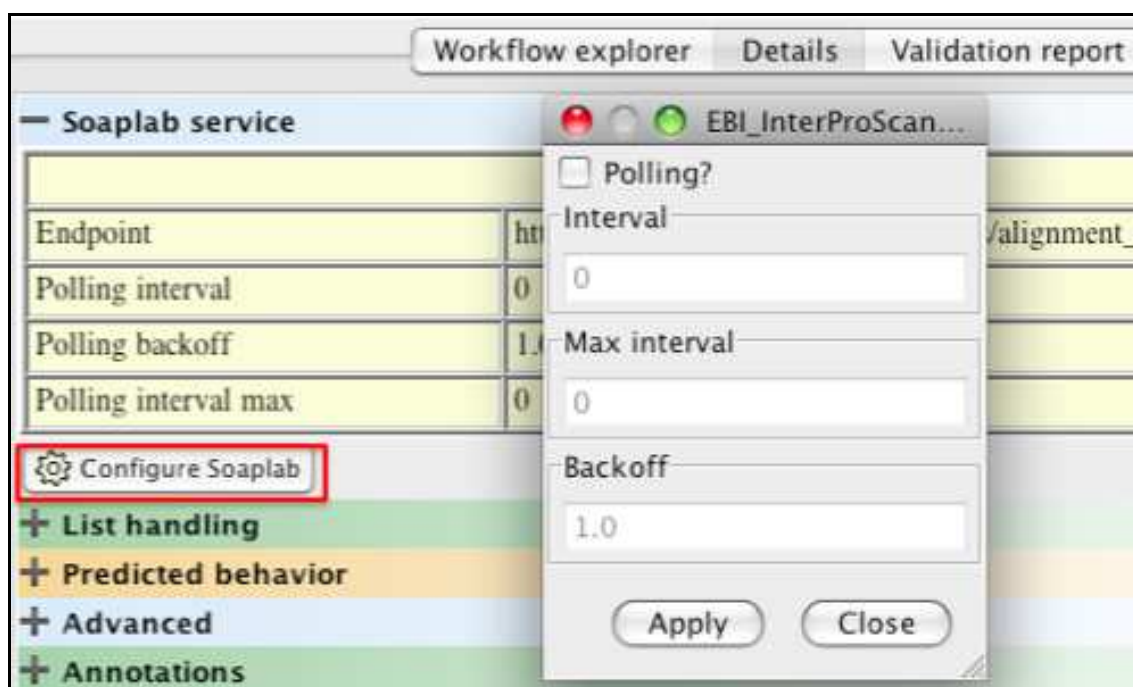 Workflow explorer Details Validation report
Soaplab service
EBI_InterProScan...
Polling?
Endpoint
/alignment_
Interval
0
Polling interval 0
Polling backoff
Max interval
0
Polling interval max 0
Configure Soaplab
Backoff
1.0
List handling
Predicted behavior
Advanced
Annotations
Apply Close